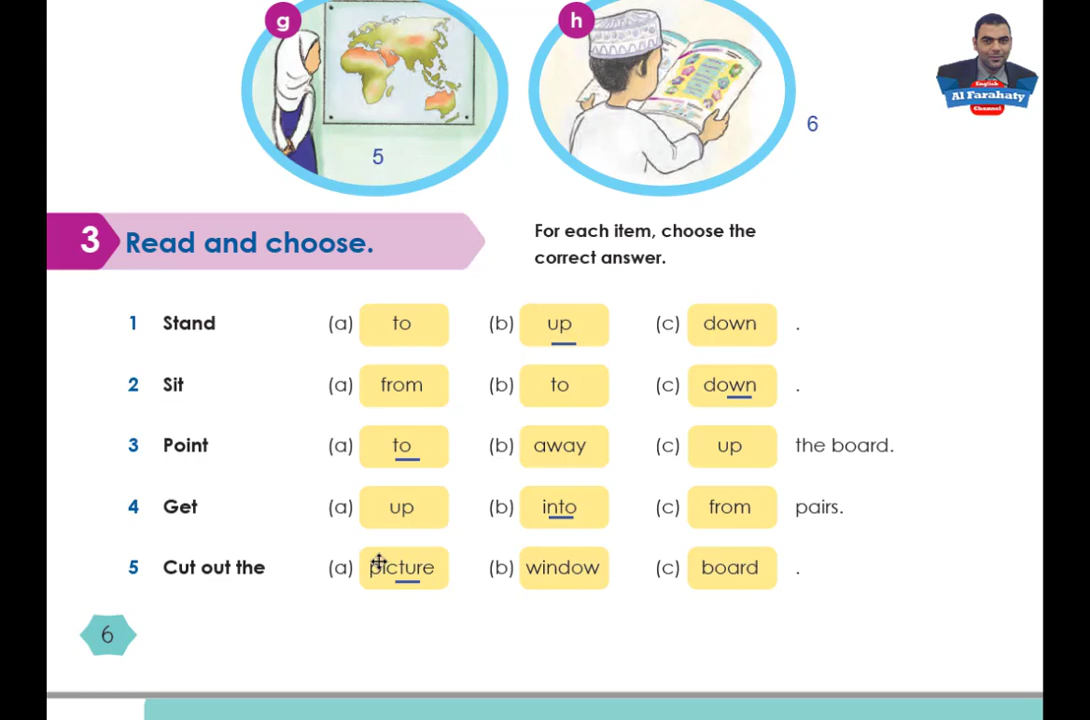 g
h
English
Al Farahaty
Channel
5
6
3 Read and choose.
For each item, choose the
correct answer.
1 Stand (a) to (b) up (c) down .
2 Sit (a) from (b) to (c) down .
3 Point (a) to (b) away (c) up the board.
4 Get (a) up (b) into (c) from pairs.
5 Cut out the (a) picture (b) window (c) board .
6